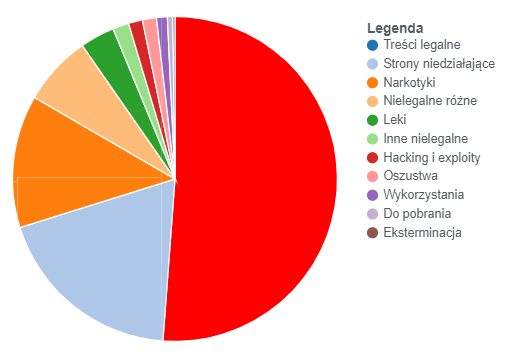 Legenda
Treści legalne
Strony niedziałające
Narkotyki
Nielegalne różne
Leki
Inne nielegalne
Hacking i exploity
Oszustwa
Wykorzystania
Do pobrania
Eksterminacja